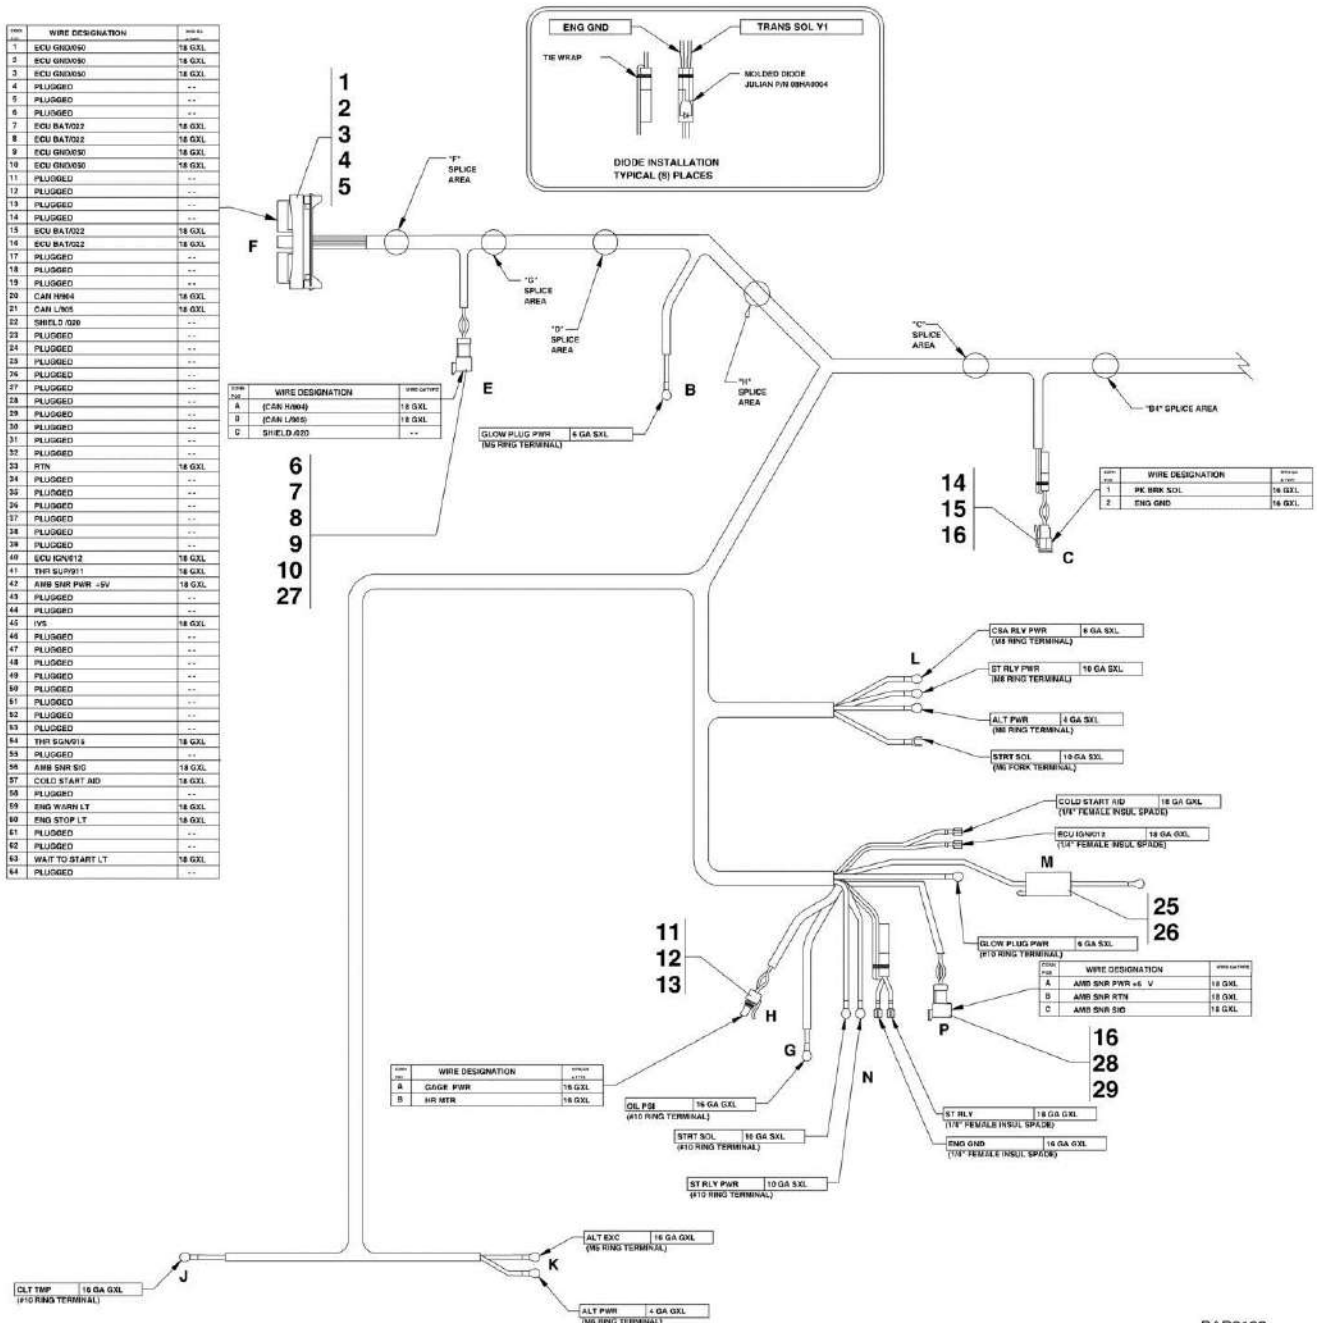 WIRE DESIGNATION
1 ECU GND/050 18 GXL
2 ECU GND/050 18 GXL
3 ECU GND/050 18 GXL
4 PLUGGED --
5 PLUGGED --
6 PLUGGED --
7 ECU BAT/022 18 GXL
8 ECU BAT/022 18 GXL
9 ECU GND/050 18 GXL
10 ECU GND/050 18 GXL
11 PLUGGED --
12 PLUGGED --
13 PLUGGED --
14 PLUGGED --
15 ECU BAT/022 18 GXL
16 ECU BAT/022 18 GXL
17 PLUGGED --
18 PLUGGED --
19 PLUGGED --
20 CAN H/904 18 GXL
21 CAN L/905 18 GXL
22 SHIELD /020 --
23 PLUGGED --
24 PLUGGED --
25 PLUGGED --
26 PLUGGED --
27 PLUGGED --
28 PLUGGED --
29 PLUGGED --
30 PLUGGED --
31 PLUGGED --
32 PLUGGED --
33 RTN 18 GXL
34 PLUGGED --
35 PLUGGED --
36 PLUGGED --
37 PLUGGED --
38 PLUGGED --
39 PLUGGED --
40 ECU IGN/012 18 GXL
41 THR SUP/911 18 GXL
42 AMB SNR PWR +5V 18 GXL
43 PLUGGED --
44 PLUGGED --
45 IVS 18 GXL
46 PLUGGED --
47 PLUGGED --
48 PLUGGED --
49 PLUGGED --
50 PLUGGED --
51 PLUGGED --
52 PLUGGED --
53 PLUGGED --
54 THR SGN/915 18 GXL
55 PLUGGED --
56 AMB SNR SIG 18 GXL
57 COLD START AID 18 GXL
58 PLUGGED --
59 ENG WARN LT 18 GXL
60 ENG STOP LT 18 GXL
61 PLUGGED --
62 PLUGGED --
63 WAIT TO START LT 18 GXL
64 PLUGGED --
ENG GND
TRANS SOL Y1
TIE WRAP
MOLDED DIODE
JULIAN P/N 08HA0004
DIODE INSTALLATION
TYPICAL (8) PLACES
1
2
3
4
5
F
"F"
SPLICE
AREA
"G"
SPLICE
AREA
"D"
SPLICE
AREA
"H"
SPLICE
AREA
"C"
SPLICE
AREA
"B4" SPLICE AREA
E
B
WIRE DESIGNATION
A (CAN H/904) 18 GXL
B (CAN L/905) 18 GXL
C SHIELD /020 --
GLOW PLUG PWR 6 GA SXL
(M6 RING TERMINAL)
6
7
8
9
10
27
14
15
16
C
WIRE DESIGNATION
1 PK BRK SOL 16 GXL
2 ENG GND 16 GXL
L
CSA RLY PWR 6 GA SXL
(M8 RING TERMINAL)
ST RLY PWR 10 GA SXL
(M8 RING TERMINAL)
ALT PWR 4 GA SXL
(M8 RING TERMINAL)
STRT SOL 10 GA SXL
(M6 FORK TERMINAL)
COLD START AID 18 GA GXL
(1/4" FEMALE INSUL SPADE)
ECU IGN/012 18 GA GXL
(1/4" FEMALE INSUL SPADE)
M
25
26
GLOW PLUG PWR 6 GA SXL
(#10 RING TERMINAL)
WIRE DESIGNATION
A AMB SNR PWR +5 V 18 GXL
B AMB SNR RTN 18 GXL
C AMB SNR SIG 18 GXL
11
12
13
H
G
N
P
16
28
29
WIRE DESIGNATION
A GAGE PWR 16 GXL
B HR MTR 16 GXL
OIL PSI 16 GA GXL
(#10 RING TERMINAL)
STRT SOL 10 GA SXL
(#10 RING TERMINAL)
ST RLY PWR 10 GA SXL
(#10 RING TERMINAL)
ST RLY 16 GA GXL
(1/4" FEMALE INSUL SPADE)
ENG GND 16 GA GXL
(1/4" FEMALE INSUL SPADE)
J
K
CLT TMP 16 GA GXL
(#10 RING TERMINAL)
ALT EXC 16 GA GXL
(M5 RING TERMINAL)
ALT PWR 4 GA GXL
(M6 RING TERMINAL)